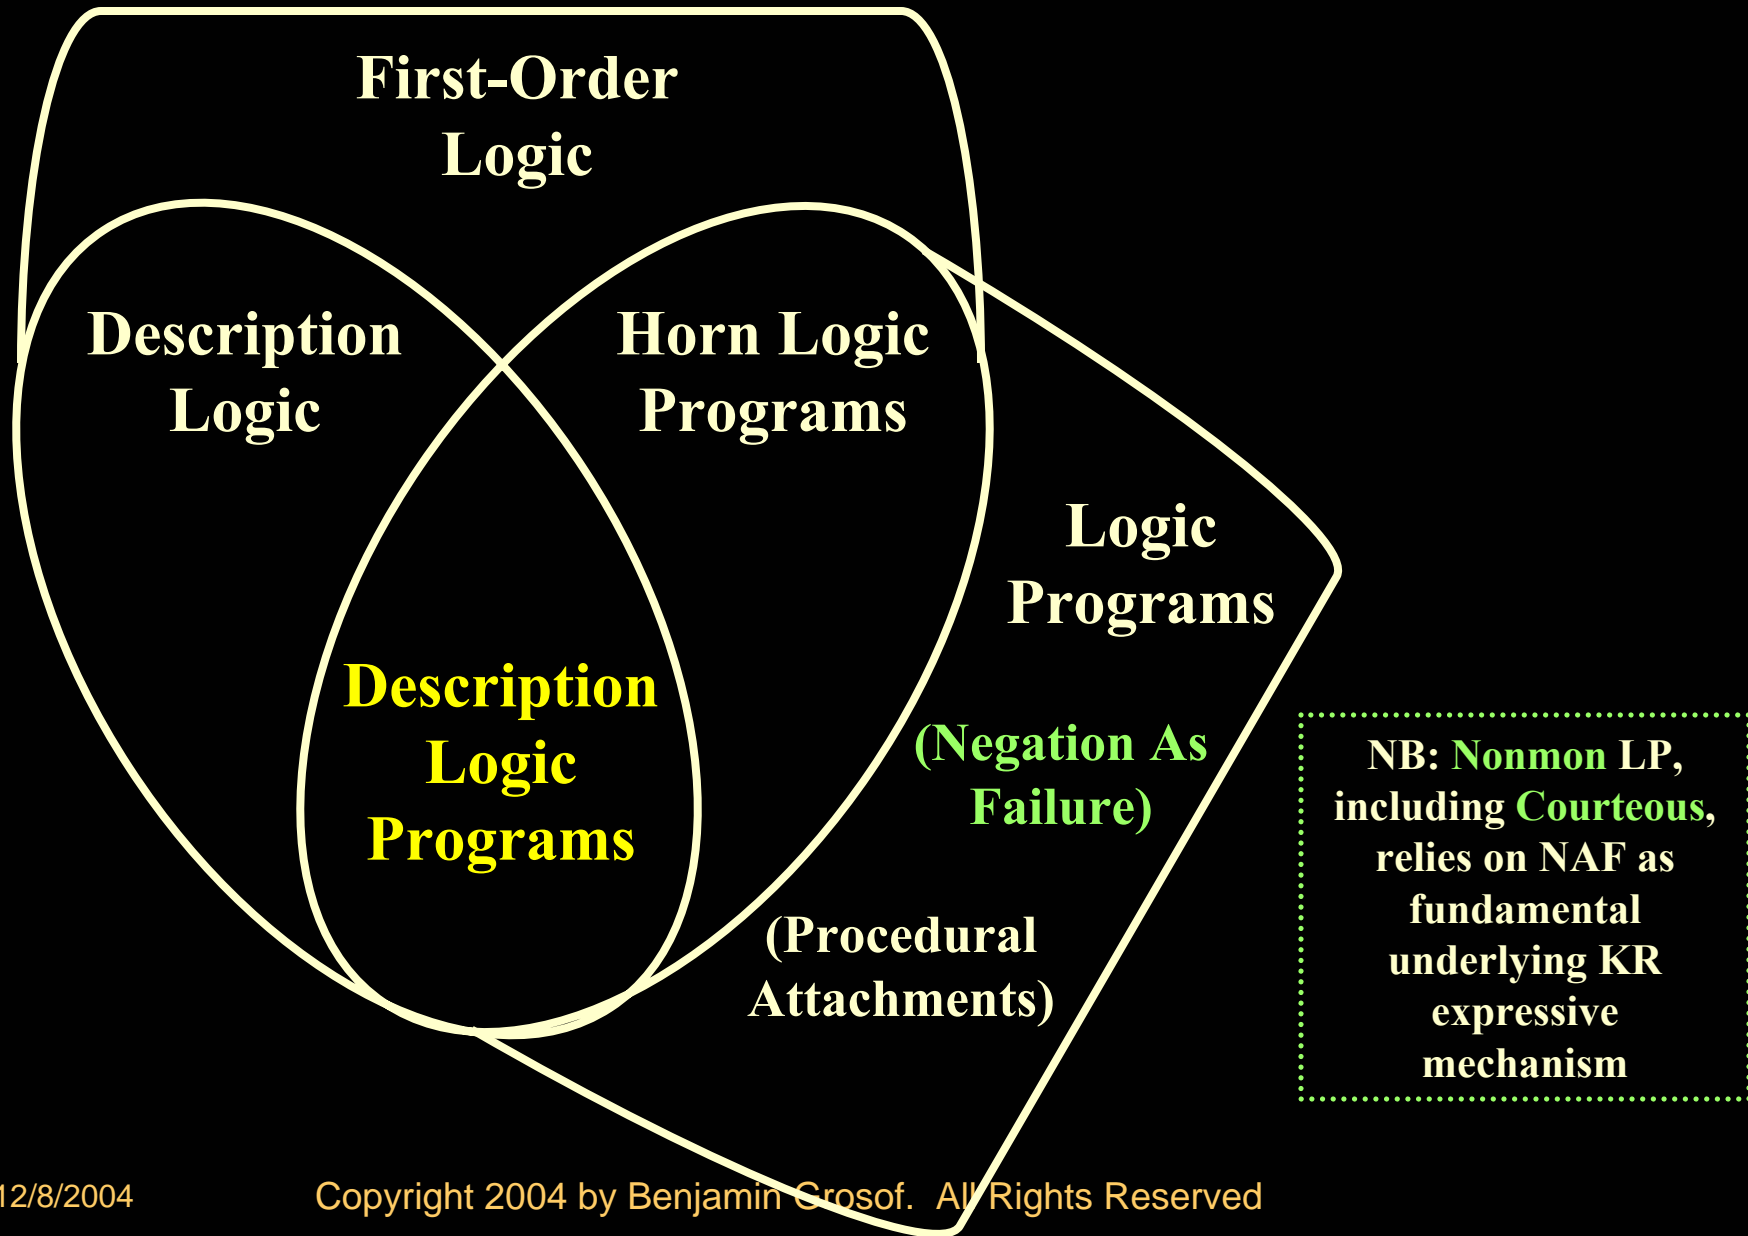 First-Order
Logic
Description
Logic
Horn Logic
Programs
Logic
Programs
Description
Logic
Programs
(Negation As
Failure)
(Procedural
Attachments)
NB: Nonmon LP,
including Courteous,
relies on NAF as
fundamental
underlying KR
expressive
mechanism
12/8/2004
Copyright 2004 by Benjamin Grosof.  All Rights Reserved